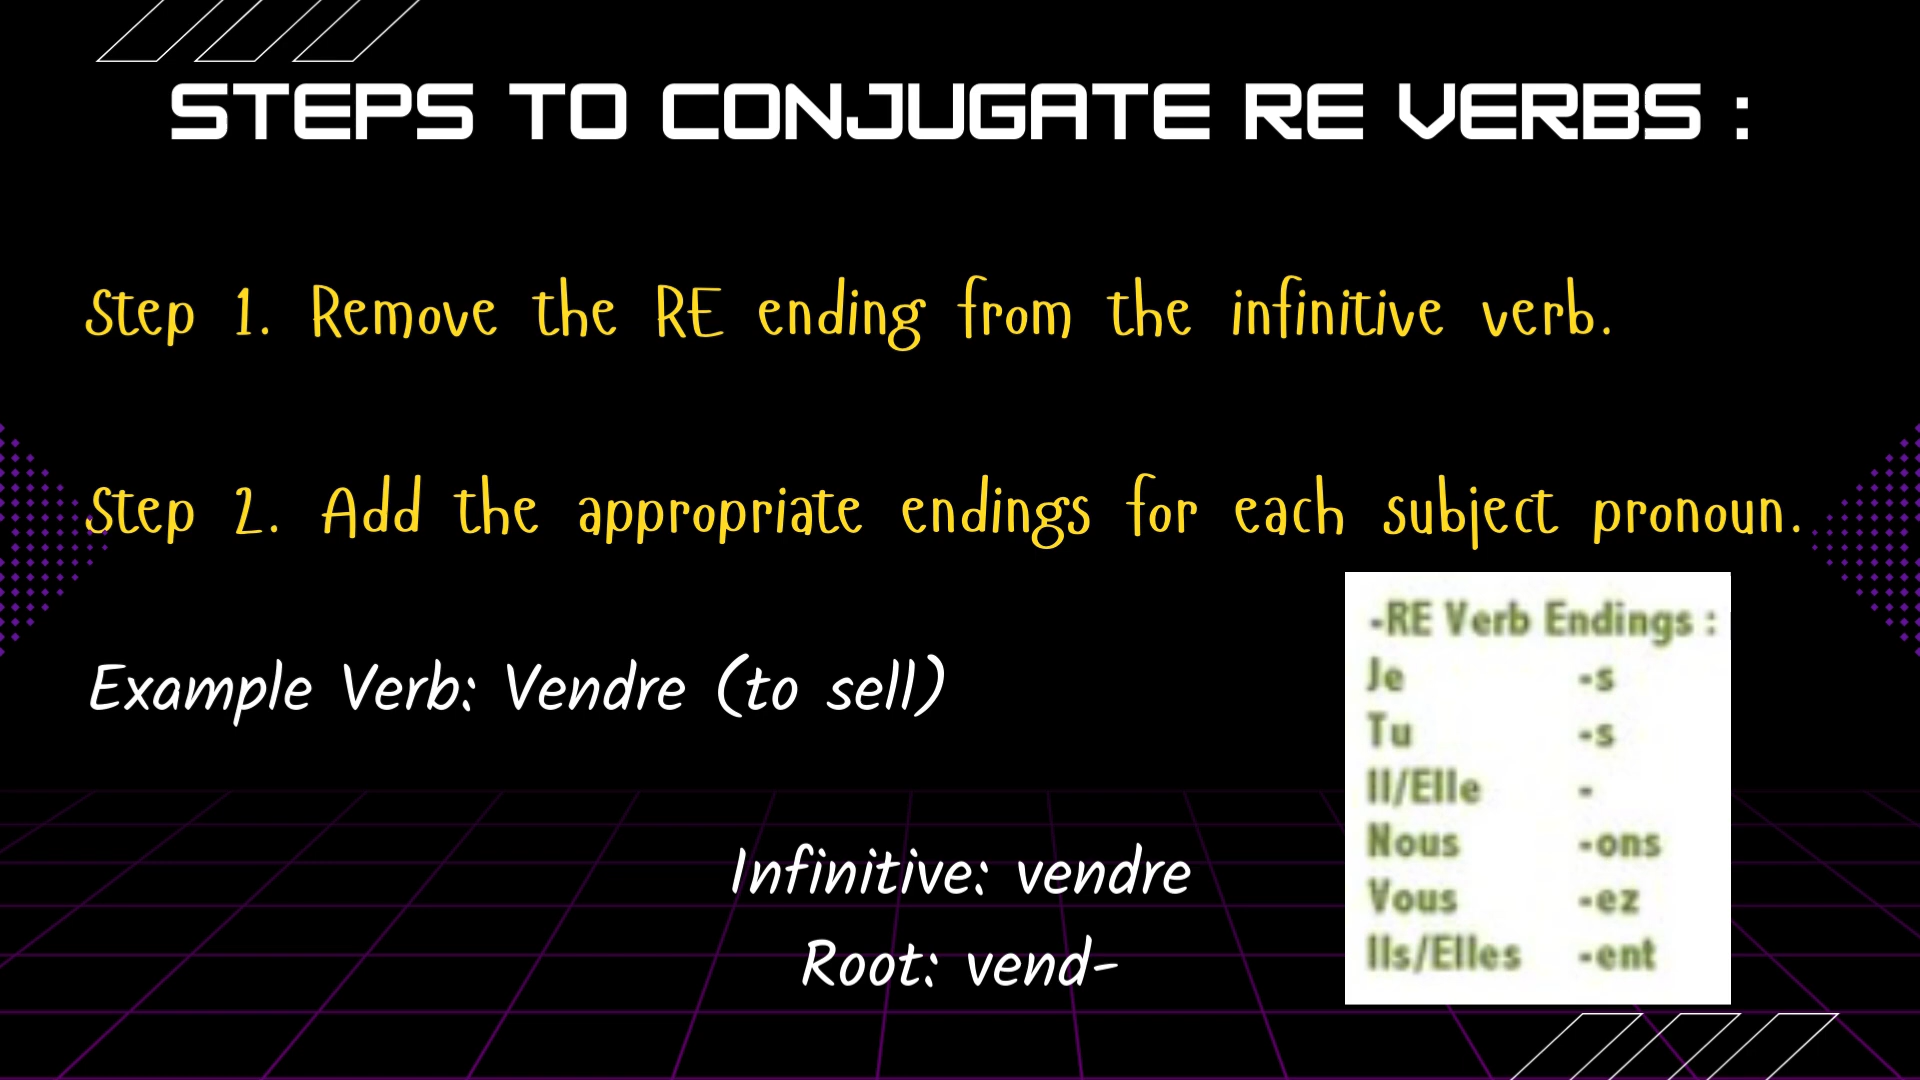 STEPS TO CONJUGATE RE VERBS :
Step 1. Remove the RE ending from the infinitive verb.
Step 2. Add the appropriate endings for each subject pronoun.
Example Verb: Vendre (to sell)
Infinitive: vendre
Root: vend-
-RE Verb Endings :
Je -s
Tu -s
Il/Elle -
Nous -ons
Vous -ez
Ils/Elles -ent